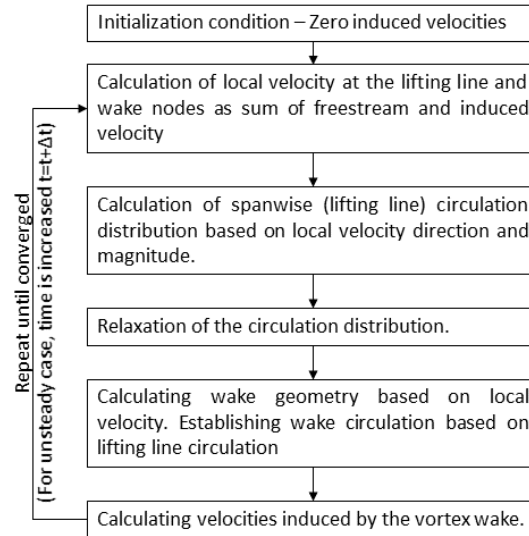 Initialization condition – Zero induced velocities
Calculation of local velocity at the lifting line and
wake nodes as sum of freestream and induced
velocity
Calculation of spanwise (lifting line) circulation
distribution based on local velocity direction and
magnitude.
Relaxation of the circulation distribution.
Calculating wake geometry based on local
velocity. Establishing wake circulation based on
lifting line circulation
Calculating velocities induced by the vortex wake.
Repeat until converged
(For unsteady case, time is increased t=t+Δt)